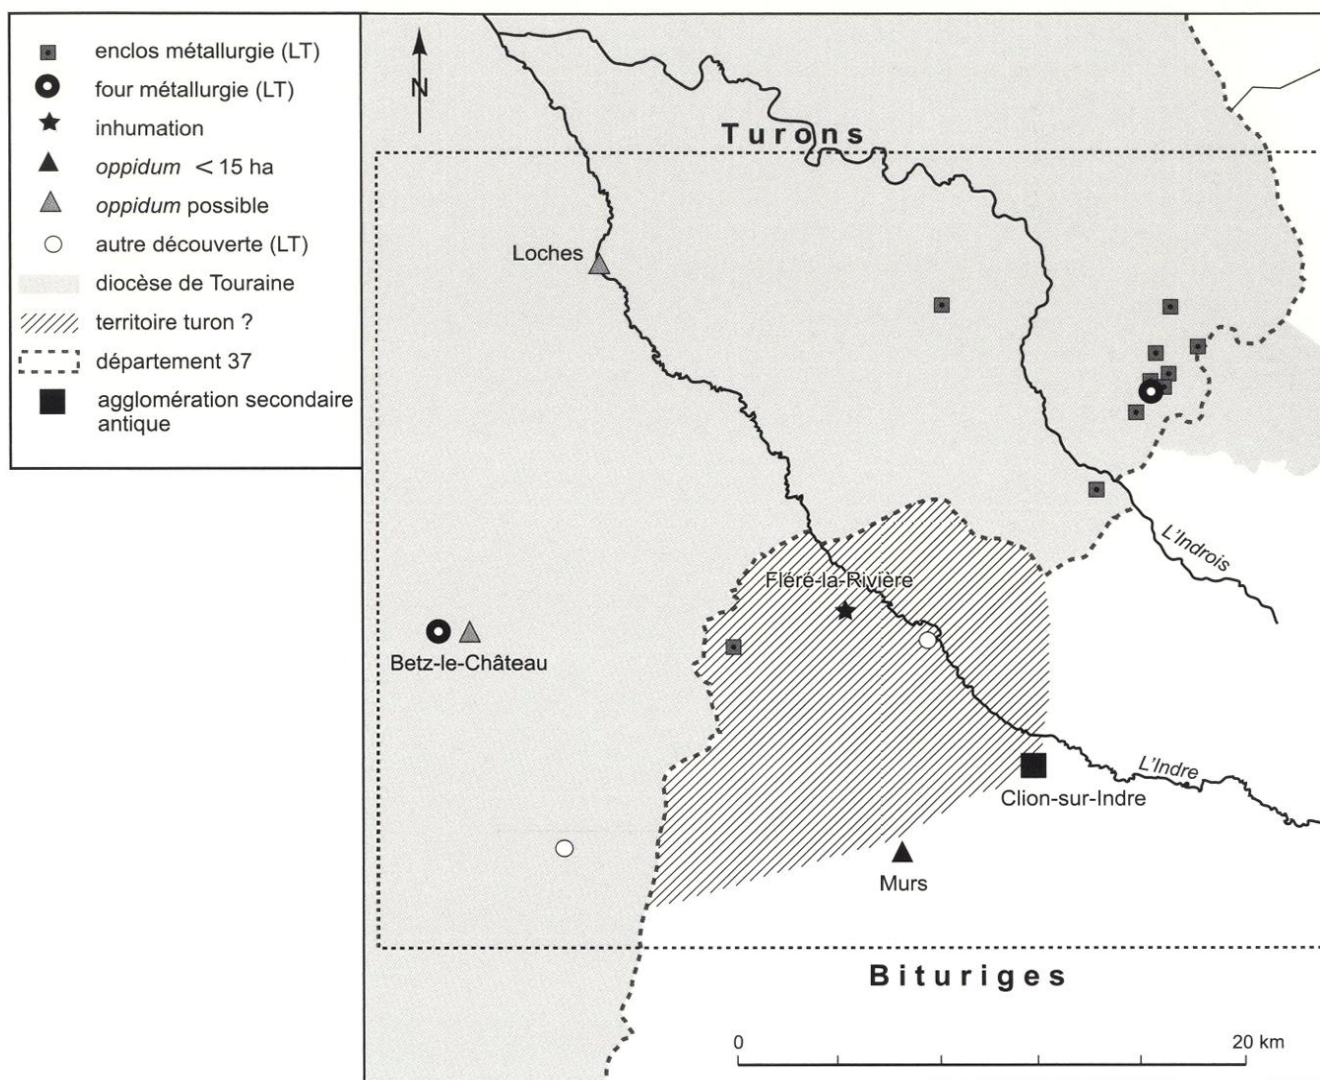 enclos métallurgie (LT)
four métallurgie (LT)
inhumation
oppidum < 15 ha
oppidum possible
autre découverte (LT)
diocèse de Touraine
territoire turon ?
département 37
agglomération secondaire
antique
N
Turons
Loches
L'Indrois
Fléré-la-Rivière
Betz-le-Château
L'Indre
Clion-sur-Indre
Murs
Bituriges
0 20 km